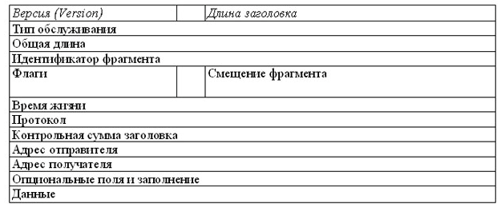 Версия (Version) Длина заголовка
Тип обслуживания
Общая длина
Идентификатор фрагмента
Флаги Смещение фрагмента
Время жизни
Протокол
Контрольная сумма заголовка
Адрес отправителя
Адрес получателя
Опциональные поля и заполнение
Данные